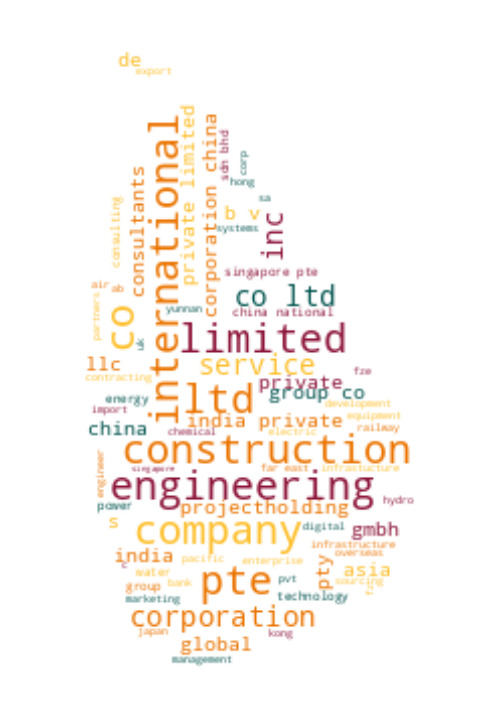 de
export
international
private limited
corporation china
sdn bhd
corp
hong
consultants
consulting
sa
b v
systems
inc
singapore pte
air
ab
partners
co
co ltd
yunnan
china national
uk
limited
llc
service
fze
contracting
private
energy
ltd
group co
import
development
india private
equipment
china
chemical
electric
railway
construction
engineer
singapore
far east
infrastucture
engineering
hydro
power
projectholding
s
company
digital
gmbh
infrastructure
india
overseas
c
pacific
enterprise
pty
asia
water
pte
group
bank
pvt
sourcing
marketing
technology
corporation
japan
kong
global
management